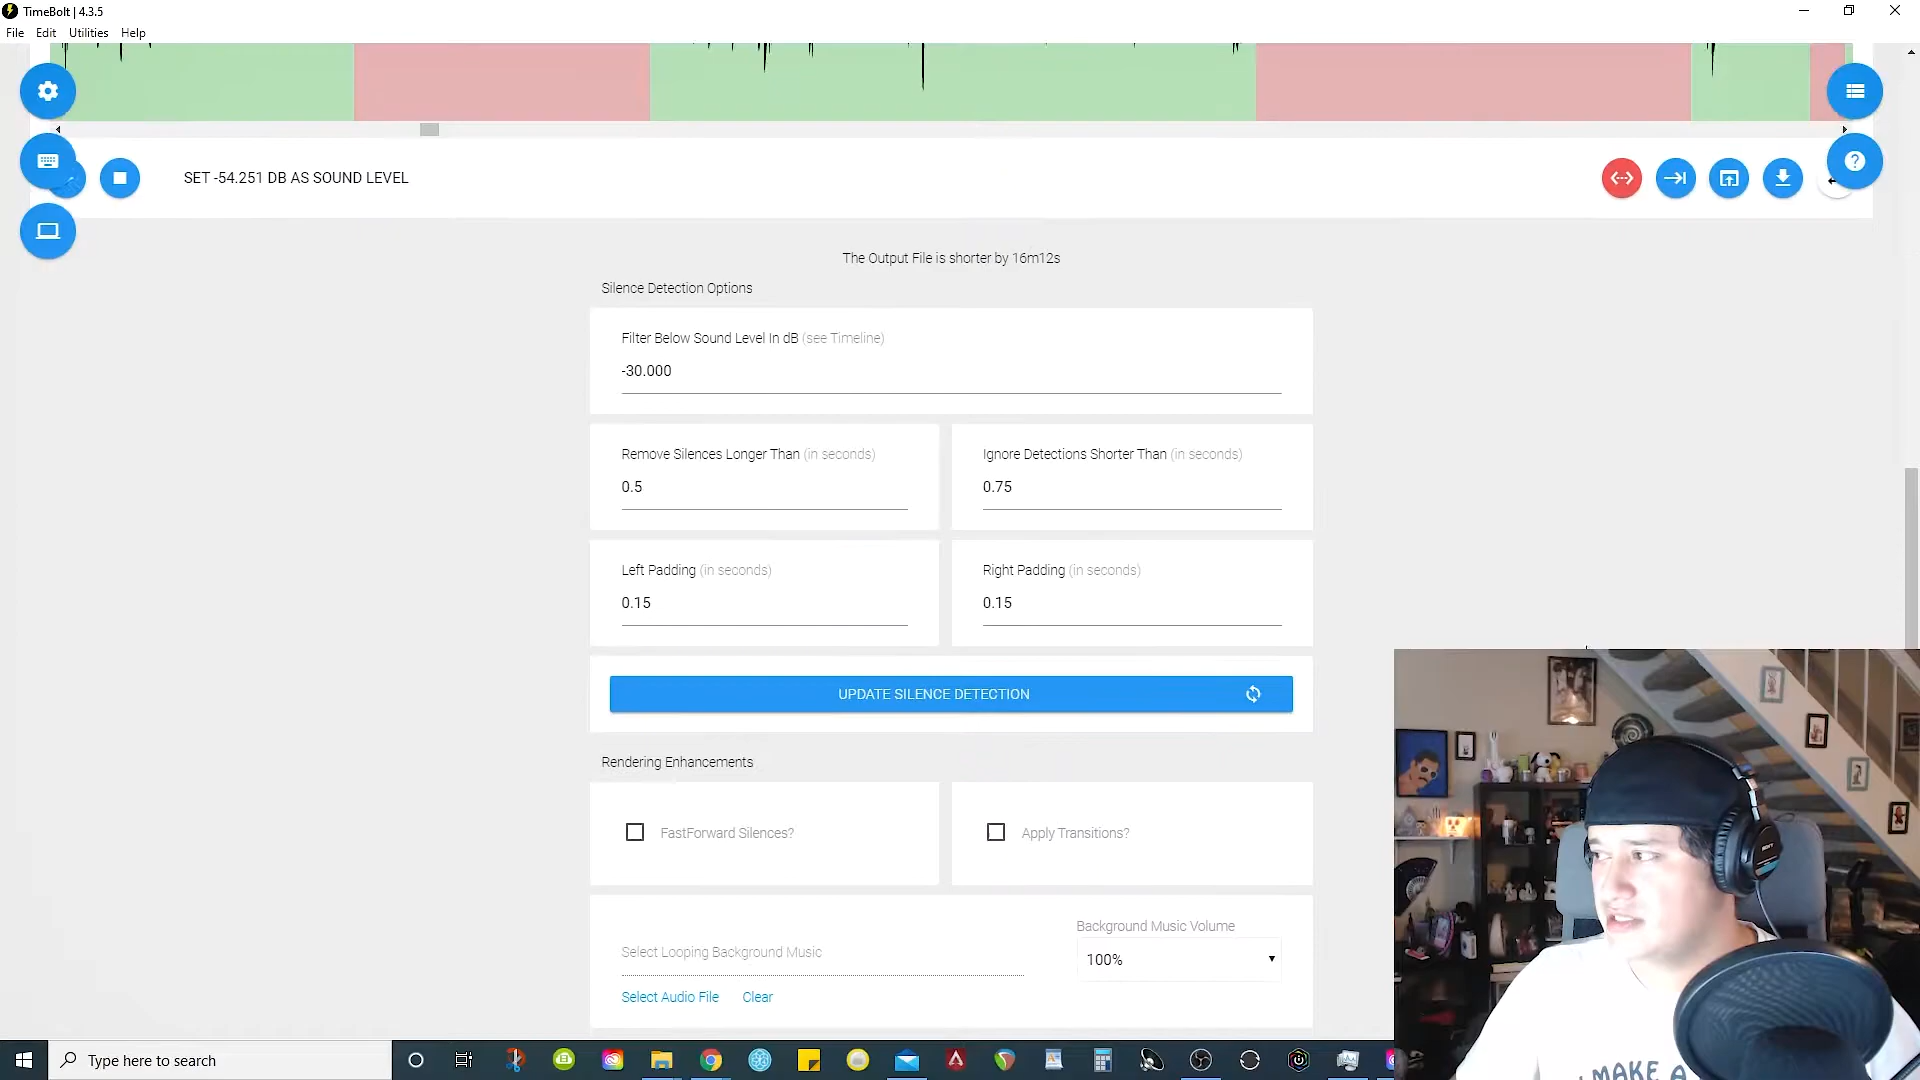 TimeBolt | 4.3.5
File Edit Utilities Help
SET -54.251 DB AS SOUND LEVEL
The Output File is shorter by 16m12s
Silence Detection Options
Filter Below Sound Level In dB (see Timeline)
-30.000
Remove Silences Longer Than (in seconds) Ignore Detections Shorter Than (in seconds)
0.5 0.75
Left Padding (in seconds) Right Padding (in seconds)
0.15 0.15
UPDATE SILENCE DETECTION
Rendering Enhancements
FastForward Silences? Apply Transitions?
Background Music Volume
Select Looping Background Music 100%
Select Audio File Clear
Type here to search
SONY
I MAKE A